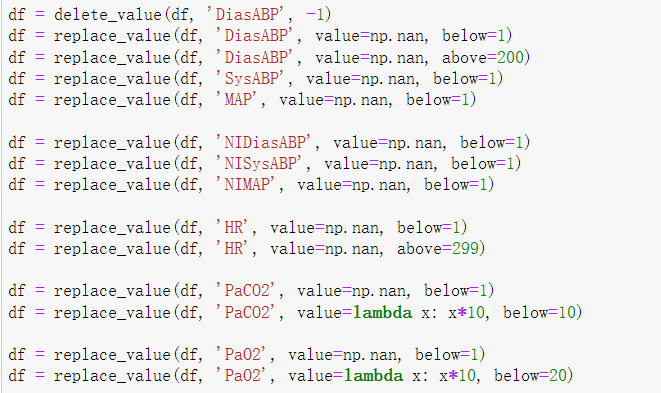 df = delete_value(df, 'DiasABP', -1)
df = replace_value(df, 'DiasABP', value=np.nan, below=1)
df = replace_value(df, 'DiasABP', value=np.nan, above=200)
df = replace_value(df, 'SysABP', value=np.nan, below=1)
df = replace_value(df, 'MAP', value=np.nan, below=1)

df = replace_value(df, 'NIDiasABP', value=np.nan, below=1)
df = replace_value(df, 'NISysABP', value=np.nan, below=1)
df = replace_value(df, 'NIMAP', value=np.nan, below=1)

df = replace_value(df, 'HR', value=np.nan, below=1)
df = replace_value(df, 'HR', value=np.nan, above=299)

df = replace_value(df, 'PaCO2', value=np.nan, below=1)
df = replace_value(df, 'PaCO2', value=lambda x: x*10, below=10)

df = replace_value(df, 'PaO2', value=np.nan, below=1)
df = replace_value(df, 'PaO2', value=lambda x: x*10, below=20)